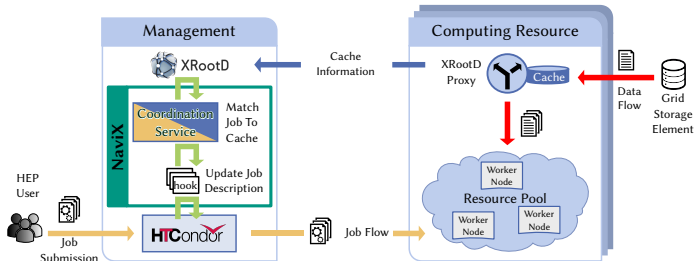 Management
Computing Resource
XRootD
Cache
Information
XRootD
Proxy
Cache
Data
Flow
Grid
Storage
Element
NaviX
Coordination
Service
Match
Job To
Cache
hook
Update Job
Description
HEP
User
Job
Submission
HTCondor
Job Flow
Worker
Node
Resource Pool
Worker
Node
Worker
Node